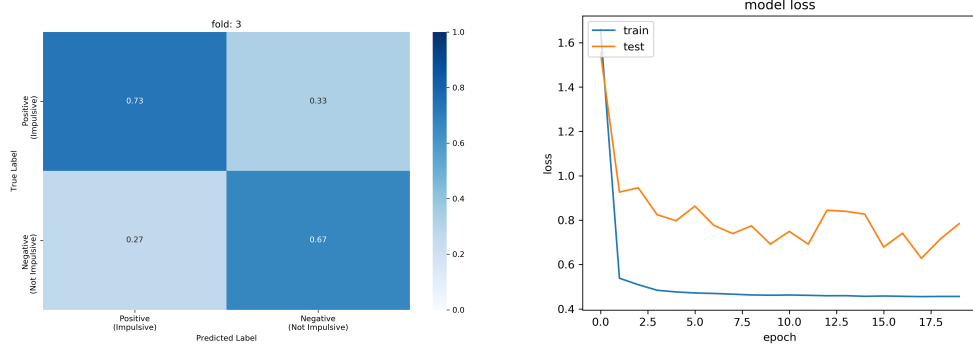 fold: 3
True Label
Positive
(Impulsive)
Negative
(Not Impulsive)
0.73
0.33
0.27
0.67
Positive
(Impulsive)
Negative
(Not Impulsive)
Predicted Label
1.0
0.8
0.6
0.4
0.2
0.0
model loss
train
test
loss
1.6
1.4
1.2
1.0
0.8
0.6
0.4
0.0
2.5
5.0
7.5
10.0
12.5
15.0
17.5
epoch